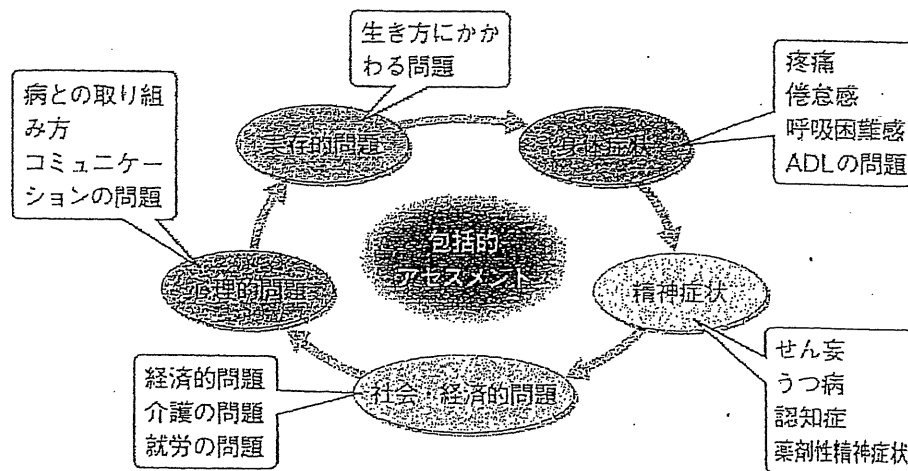 生き方にかか
わる問題
病との取り組
み方
コミュニケー
ションの問題
疼痛
倦怠感
呼吸困難感
ADLの問題
実存的問題
身体症状
包括的
アセスメント
心理的問題
精神症状
経済的問題
介護の問題
就労の問題
社会・経済的問題
せん妄
うつ病
認知症
薬剤性精神症状